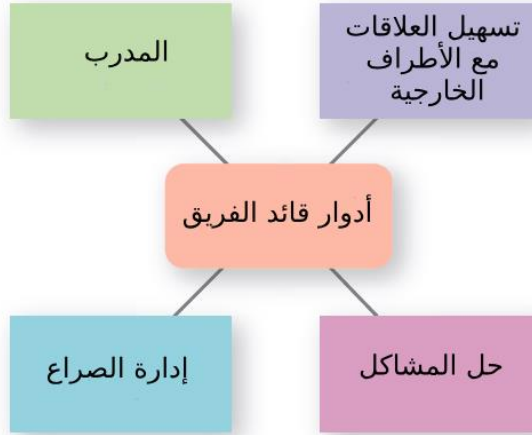 تسهيل العلاقات
مع الأطراف
الخارجية
المدرب
أدوار قائد الفريق
حل المشاكل
إدارة الصراع